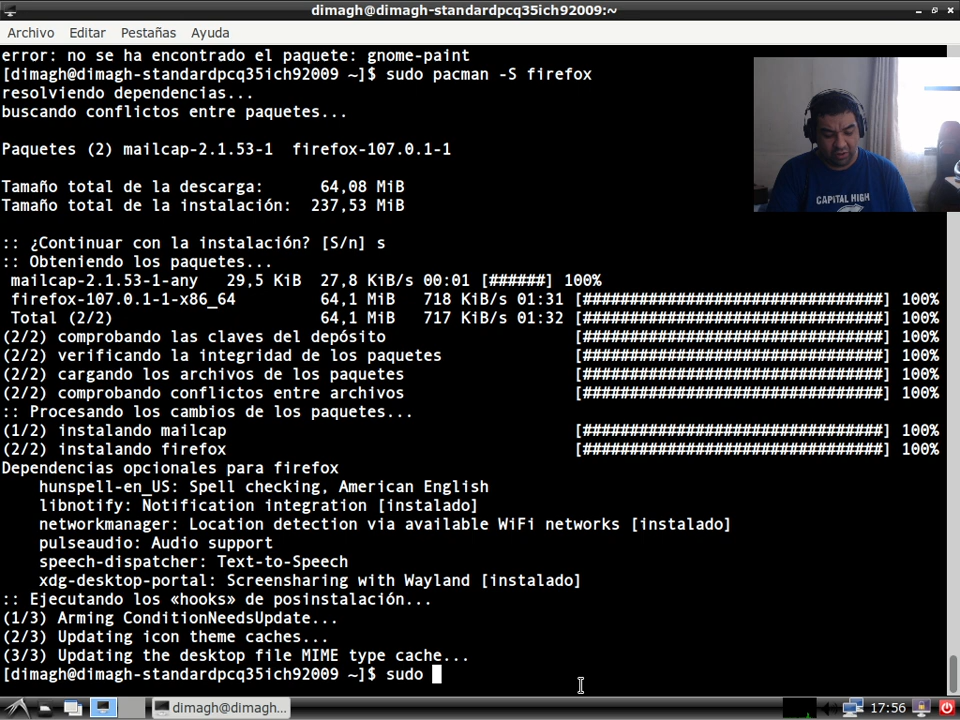 dimagh@dimagh-standardpcq35ich92009:~
Archivo Editar Pestañas Ayuda
error: no se ha encontrado el paquete: gnome-paint
[dimagh@dimagh-standardpcq35ich92009 ~]$ sudo pacman -S firefox
resolviendo dependencias...
buscando conflictos entre paquetes...
Paquetes (2) mailcap-2.1.53-1  firefox-107.0.1-1
Tamaño total de la descarga:      64,08 MiB
Tamaño total de la instalación:  237,53 MiB
:: ¿Continuar con la instalación? [S/n] s
:: Obteniendo los paquetes...
 mailcap-2.1.53-1-any   29,5 KiB  27,8 KiB/s 00:01 [######] 100%
 firefox-107.0.1-1-x86_64         64,1 MiB   718 KiB/s 01:31 [################################] 100%
 Total (2/2)                      64,1 MiB   717 KiB/s 01:32 [################################] 100%
(2/2) comprobando las claves del depósito [################################] 100%
(2/2) verificando la integridad de los paquetes [################################] 100%
(2/2) cargando los archivos de los paquetes [################################] 100%
(2/2) comprobando conflictos entre archivos [################################] 100%
:: Procesando los cambios de los paquetes...
(1/2) instalando mailcap [################################] 100%
(2/2) instalando firefox [################################] 100%
Dependencias opcionales para firefox
    hunspell-en_US: Spell checking, American English
    libnotify: Notification integration [instalado]
    networkmanager: Location detection via available WiFi networks [instalado]
    pulseaudio: Audio support
    speech-dispatcher: Text-to-Speech
    xdg-desktop-portal: Screensharing with Wayland [instalado]
:: Ejecutando los «hooks» de posinstalación...
(1/3) Arming ConditionNeedsUpdate...
(2/3) Updating icon theme caches...
(3/3) Updating the desktop file MIME type cache...
[dimagh@dimagh-standardpcq35ich92009 ~]$ sudo
CAPITAL HIGH
dimagh@dimagh... 17:56